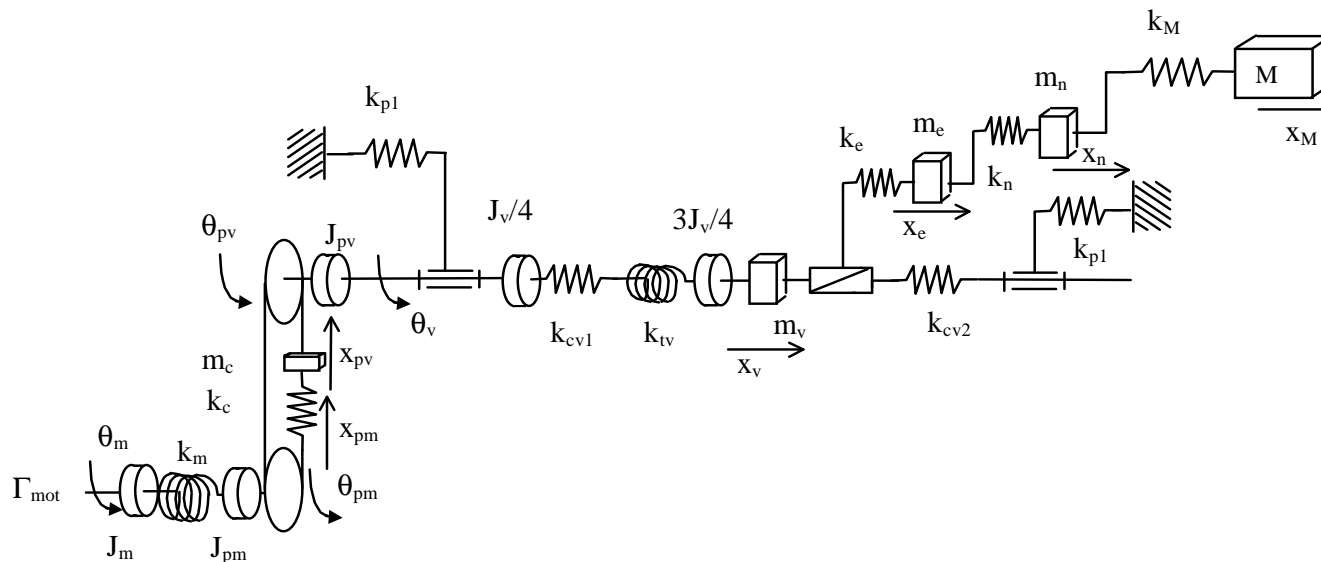 k_M
M
x_M
m_n
k_n
x_n
m_e
k_e
x_e
k_p1
k_p1
J_v/4
3J_v/4
θ_pv
J_pv
θ_v
k_cv1
k_tv
m_v
x_v
k_cv2
x_pv
m_c
k_c
x_pm
θ_m
k_m
θ_pm
Γ_mot
J_m
J_pm